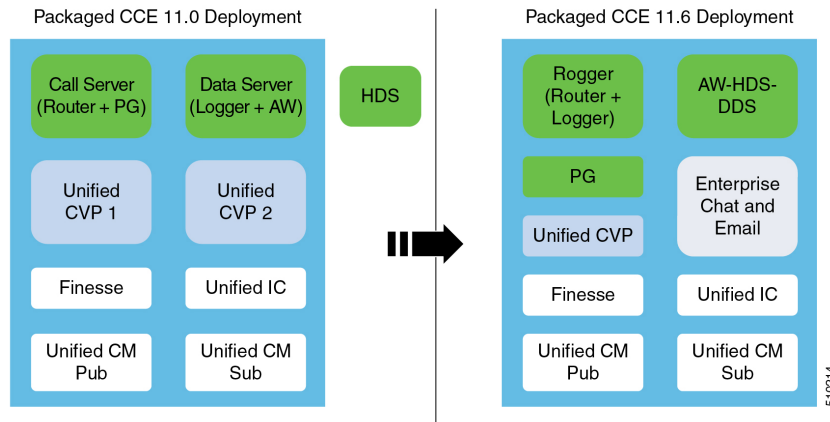 Packaged CCE 11.0 Deployment
Call Server
(Router + PG)
Data Server
(Logger + AW)
HDS
Unified
CVP 1
Unified
CVP 2
Finesse
Unified IC
Unified CM
Pub
Unified CM
Sub
Packaged CCE 11.6 Deployment
Rogger
(Router +
Logger)
AW-HDS-
DDS
PG
Enterprise
Chat and
Email
Unified CVP
Finesse
Unified IC
Unified CM
Pub
Unified CM
Sub